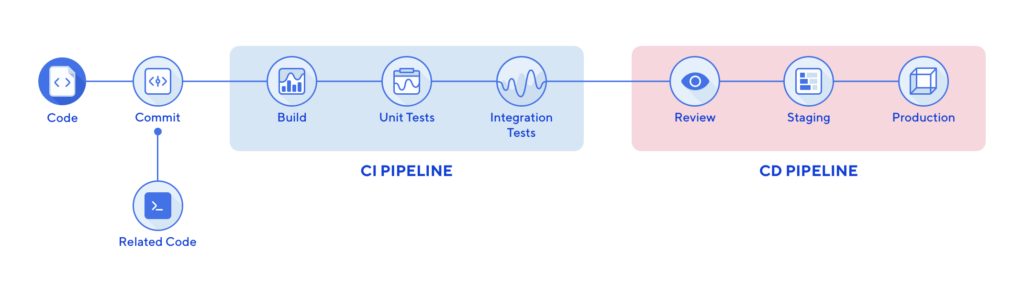 Code
Commit
Build
Unit Tests
Integration
Tests
Review
Staging
Production
CI PIPELINE
CD PIPELINE
Related Code